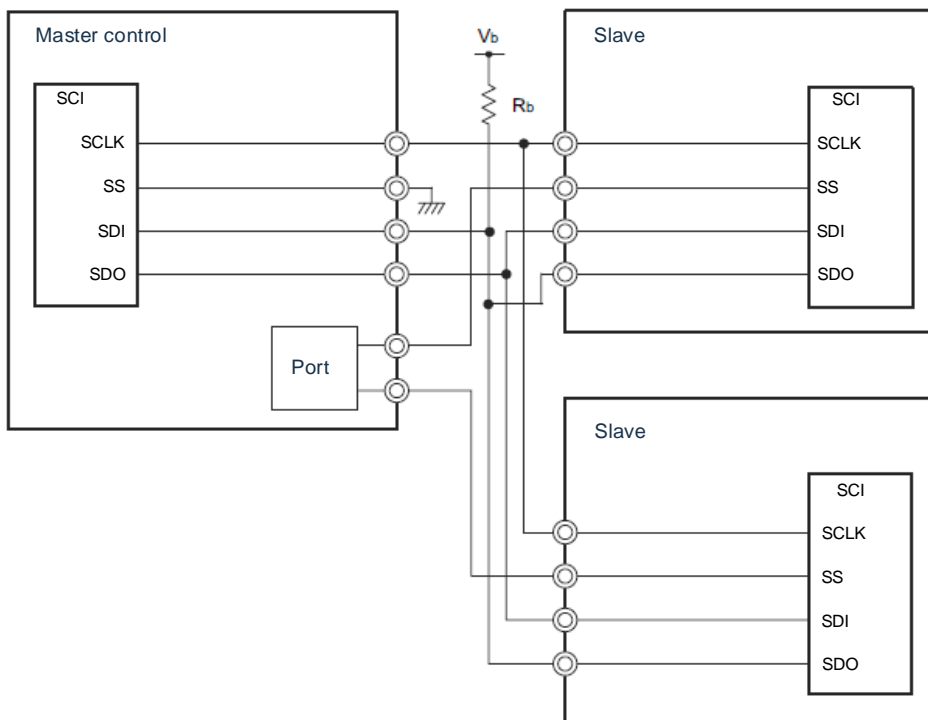 Master control
SCI
SCLK
SS
SDI
SDO
Port
Vb
Rb
Slave
SCI
SCLK
SS
SDI
SDO
Slave
SCI
SCLK
SS
SDI
SDO